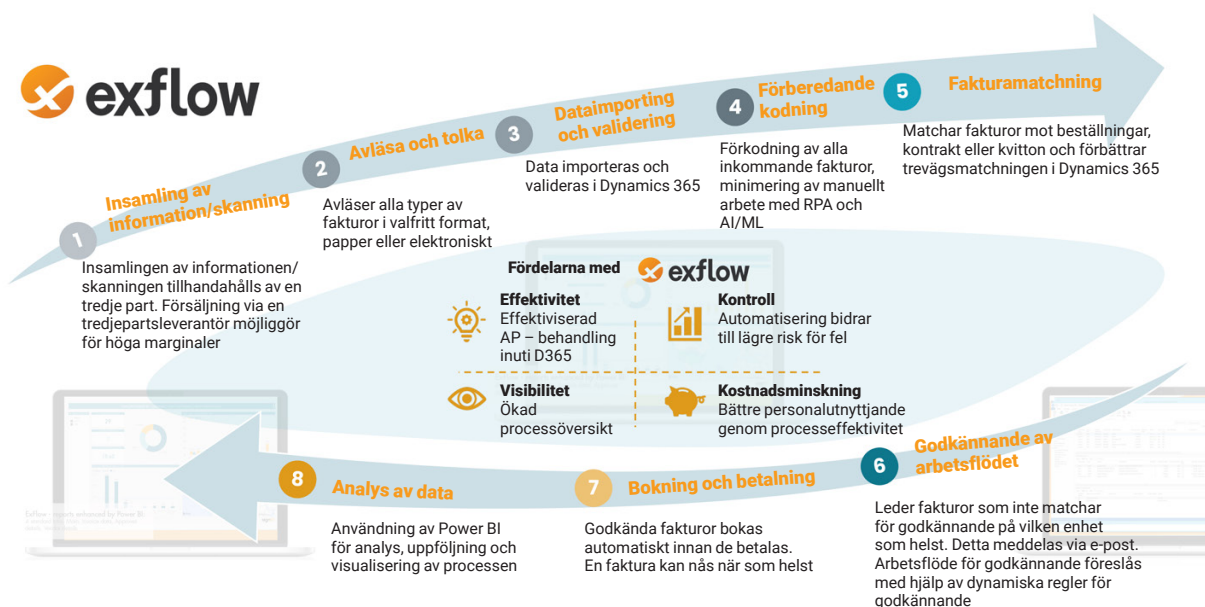 exflow
1
Insamling av
information/skanning
Insamlingen av informationen/
skanningen tillhandahålls av en
tredje part. Försäljning via en
tredjepartsleverantör möjliggör
för höga marginaler
2
Avläsa och tolka
Avläser alla typer av
fakturor i valfritt format,
papper eller elektroniskt
3
Dataimporting
och validering
Data importeras och
valideras i Dynamics 365
4
Förberedande
kodning
Förkodning av alla
inkommande fakturor,
minimering av manuellt
arbete med RPA och
AI/ML
5
Fakturamatchning
Matchar fakturor mot beställningar,
kontrakt eller kvitton och förbättrar
trevägsmatchningen i Dynamics 365
Fördelarna med exflow
Effektivitet
Effektiviserad
AP – behandling
inuti D365
Kontroll
Automatisering bidrar
till lägre risk för fel
Visibilitet
Ökad
processöversikt
Kostnadsminskning
Bättre personalutnyttjande
genom processeffektivitet
6
Godkännande av
arbetsflödet
Leder fakturor som inte matchar
för godkännande på vilken enhet
som helst. Detta meddelas via e-post.
Arbetsflöde för godkännande föreslås
med hjälp av dynamiska regler för
godkännande
7
Bokning och betalning
Godkända fakturor bokas
automatiskt innan de betalas.
En faktura kan nås när som helst
8
Analys av data
Användning av Power BI
för analys, uppföljning och
visualisering av processen